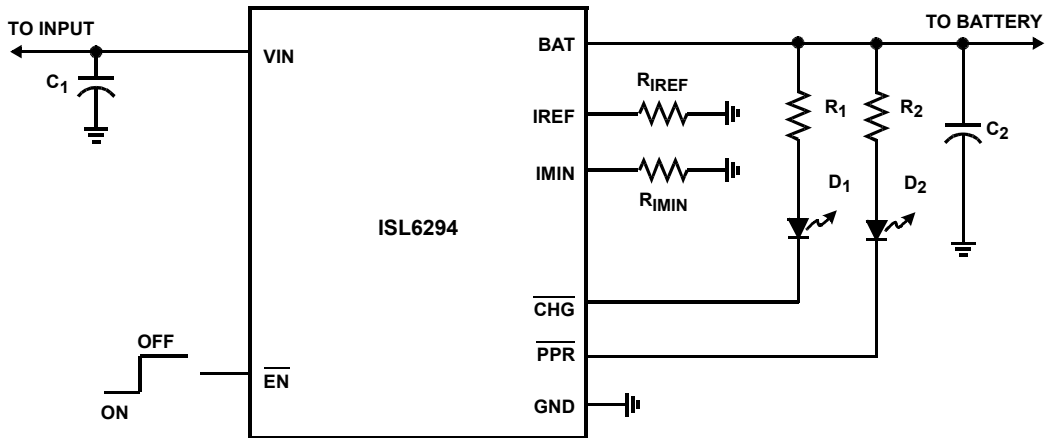 TO INPUT
TO BATTERY
VIN
BAT
C1
RIREF
IREF
R1
R2
C2
IMIN
RIMIN
D1
D2
ISL6294
CHG
OFF
PPR
EN
ON
GND